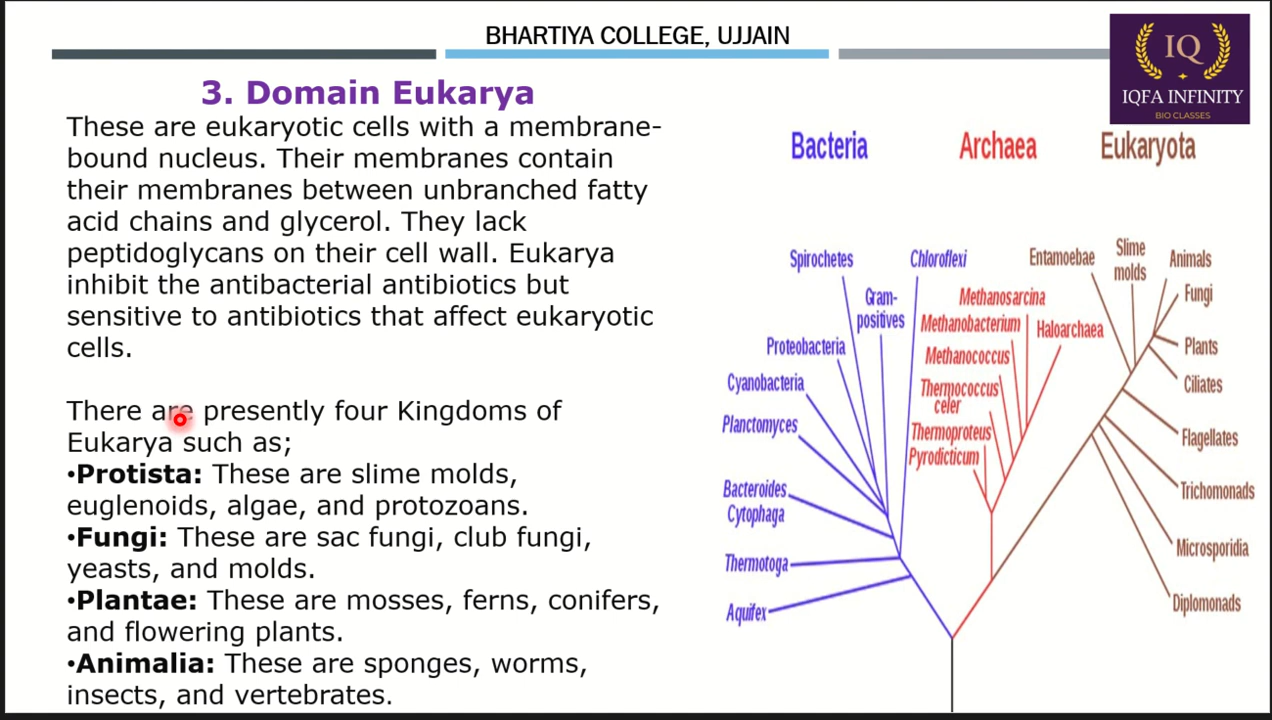 BHARTIYA COLLEGE, UJJAIN
IQ
IQFA INFINITY
BIO CLASSES
3. Domain Eukarya
These are eukaryotic cells with a membrane-
bound nucleus. Their membranes contain
their membranes between unbranched fatty
acid chains and glycerol. They lack
peptidoglycans on their cell wall. Eukarya
inhibit the antibacterial antibiotics but
sensitive to antibiotics that affect eukaryotic
cells.
There are presently four Kingdoms of
Eukarya such as;
•Protista: These are slime molds,
euglenoids, algae, and protozoans.
•Fungi: These are sac fungi, club fungi,
yeasts, and molds.
•Plantae: These are mosses, ferns, conifers,
and flowering plants.
•Animalia: These are sponges, worms,
insects, and vertebrates.
Bacteria
Archaea
Eukaryota
Spirochetes
Chloroflexi
Gram-
positives
Proteobacteria
Cyanobacteria
Planctomyces
Bacteroides
Cytophaga
Thermotoga
Aquifex
Methanosarcina
Methanobacterium
Haloarchaea
Methanococcus
Thermococcus
celer
Thermoproteus
Pyrodicticum
Entamoebae
Slime
molds
Animals
Fungi
Plants
Ciliates
Flagellates
Trichomonads
Microsporidia
Diplomonads